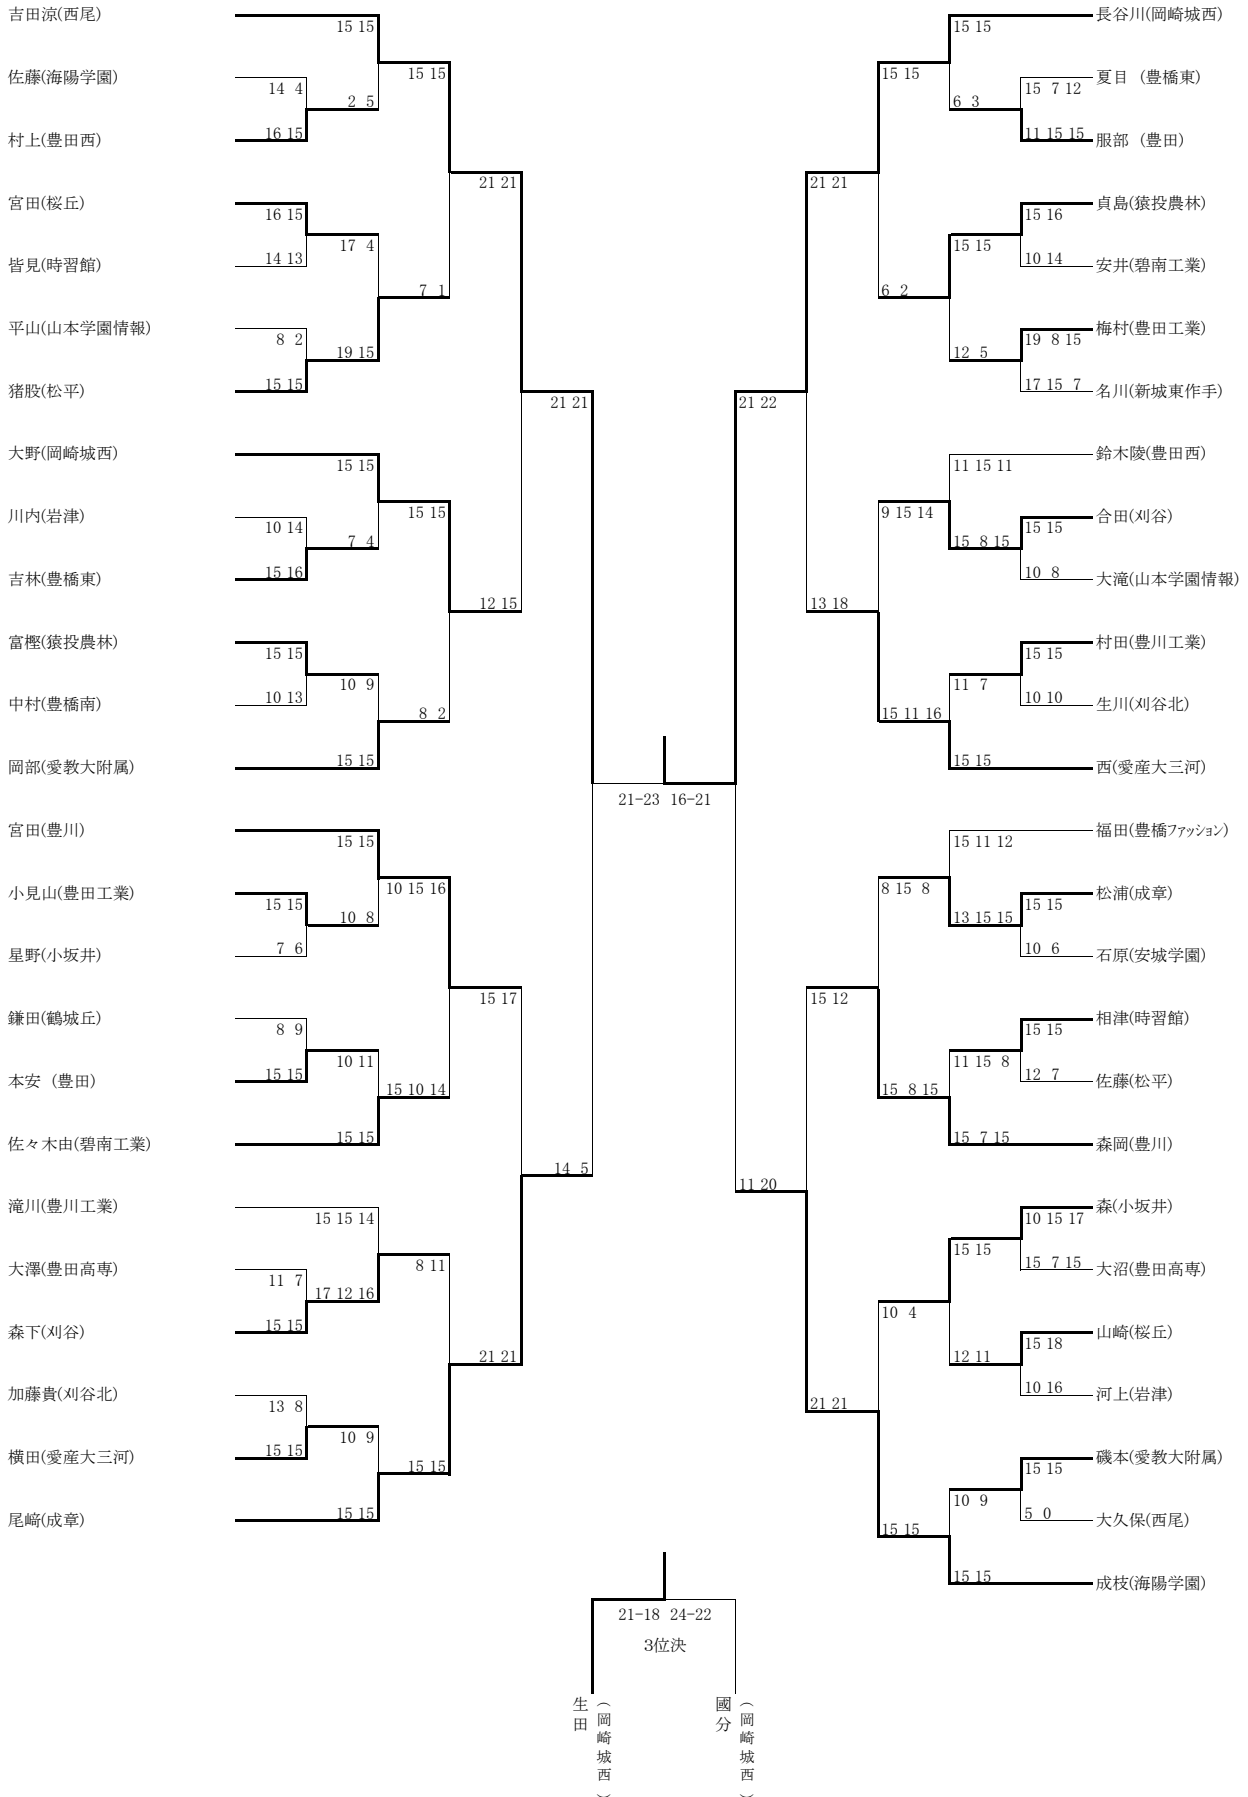 吉田涼(西尾)
15 15
佐藤(海陽学園)
15 15
14 4
2 5
村上(豊田西)
16 15
21 21
宮田(桜丘)
16 15
17 4
皆見(時習館)
14 13
7 1
平山(山本学園情報)
8 2
19 15
猪股(松平)
15 15
21 21
大野(岡崎城西)
15 15
川内(岩津)
15 15
10 14
7 4
吉林(豊橋東)
15 16
12 15
富樫(猿投農林)
15 15
10 9
中村(豊橋南)
10 13
8 2
岡部(愛教大附属)
15 15
宮田(豊川)
15 15
小見山(豊田工業)
10 15 16
15 15
10 8
星野(小坂井)
7 6
15 17
鎌田(鶴城丘)
8 9
10 11
本安 (豊田)
15 15
15 10 14
佐々木由(碧南工業)
15 15
14 5
滝川(豊川工業)
15 15 14
大澤(豊田高専)
8 11
11 7
17 12 16
森下(刈谷)
15 15
21 21
加藤貴(刈谷北)
13 8
10 9
横田(愛産大三河)
15 15
15 15
尾﨑(成章)
15 15
長谷川(岡崎城西)
15 15
15 15
夏目 (豊橋東)
15 7 12
6 3
服部 (豊田)
11 15 15
21 21
貞島(猿投農林)
15 16
15 15
安井(碧南工業)
10 14
6 2
梅村(豊田工業)
19 8 15
12 5
名川(新城東作手)
17 15 7
21 22
鈴木陵(豊田西)
11 15 11
9 15 14
合田(刈谷)
15 15
15 8 15
大滝(山本学園情報)
10 8
13 18
村田(豊川工業)
15 15
11 7
生川(刈谷北)
10 10
15 11 16
西(愛産大三河)
15 15
21-23 16-21
福田(豊橋ファッション)
15 11 12
8 15 8
松浦(成章)
15 15
13 15 15
石原(安城学園)
10 6
15 12
相津(時習館)
15 15
11 15 8
佐藤(松平)
12 7
15 8 15
森岡(豊川)
15 7 15
11 20
森(小坂井)
10 15 17
15 15
大沼(豊田高専)
15 7 15
10 4
山崎(桜丘)
15 18
12 11
河上(岩津)
10 16
21 21
磯本(愛教大附属)
15 15
10 9
大久保(西尾)
5 0
15 15
成枝(海陽学園)
15 15
21-18 24-22
3位決
生田
(岡崎城西)
國分
(岡崎城西)